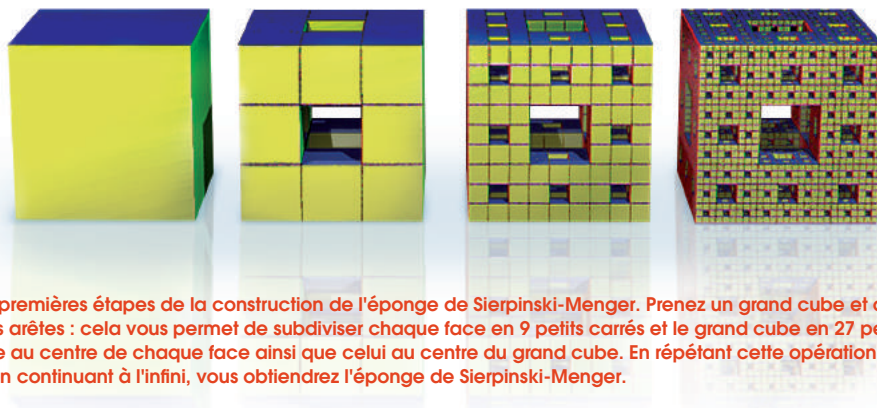 premières étapes de la construction de l'éponge de Sierpinski-Menger. Prenez un grand cube et
arêtes : cela vous permet de subdiviser chaque face en 9 petits carrés et le grand cube en 27
au centre de chaque face ainsi que celui au centre du grand cube. En répétant cette opération
continuant à l'infini, vous obtiendrez l'éponge de Sierpinski-Menger.